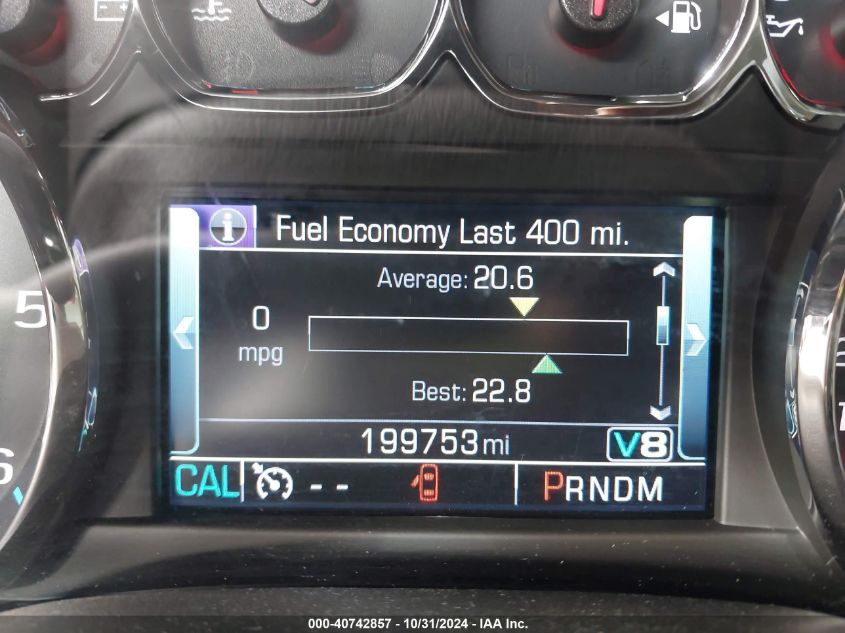 Fuel Economy Last 400 mi.
Average: 20.6
0
mpg
Best: 22.8
199753 mi
V8
CAL -- PRNDM
5
6
000-40742857 - 10/31/2024 - IAA Inc.